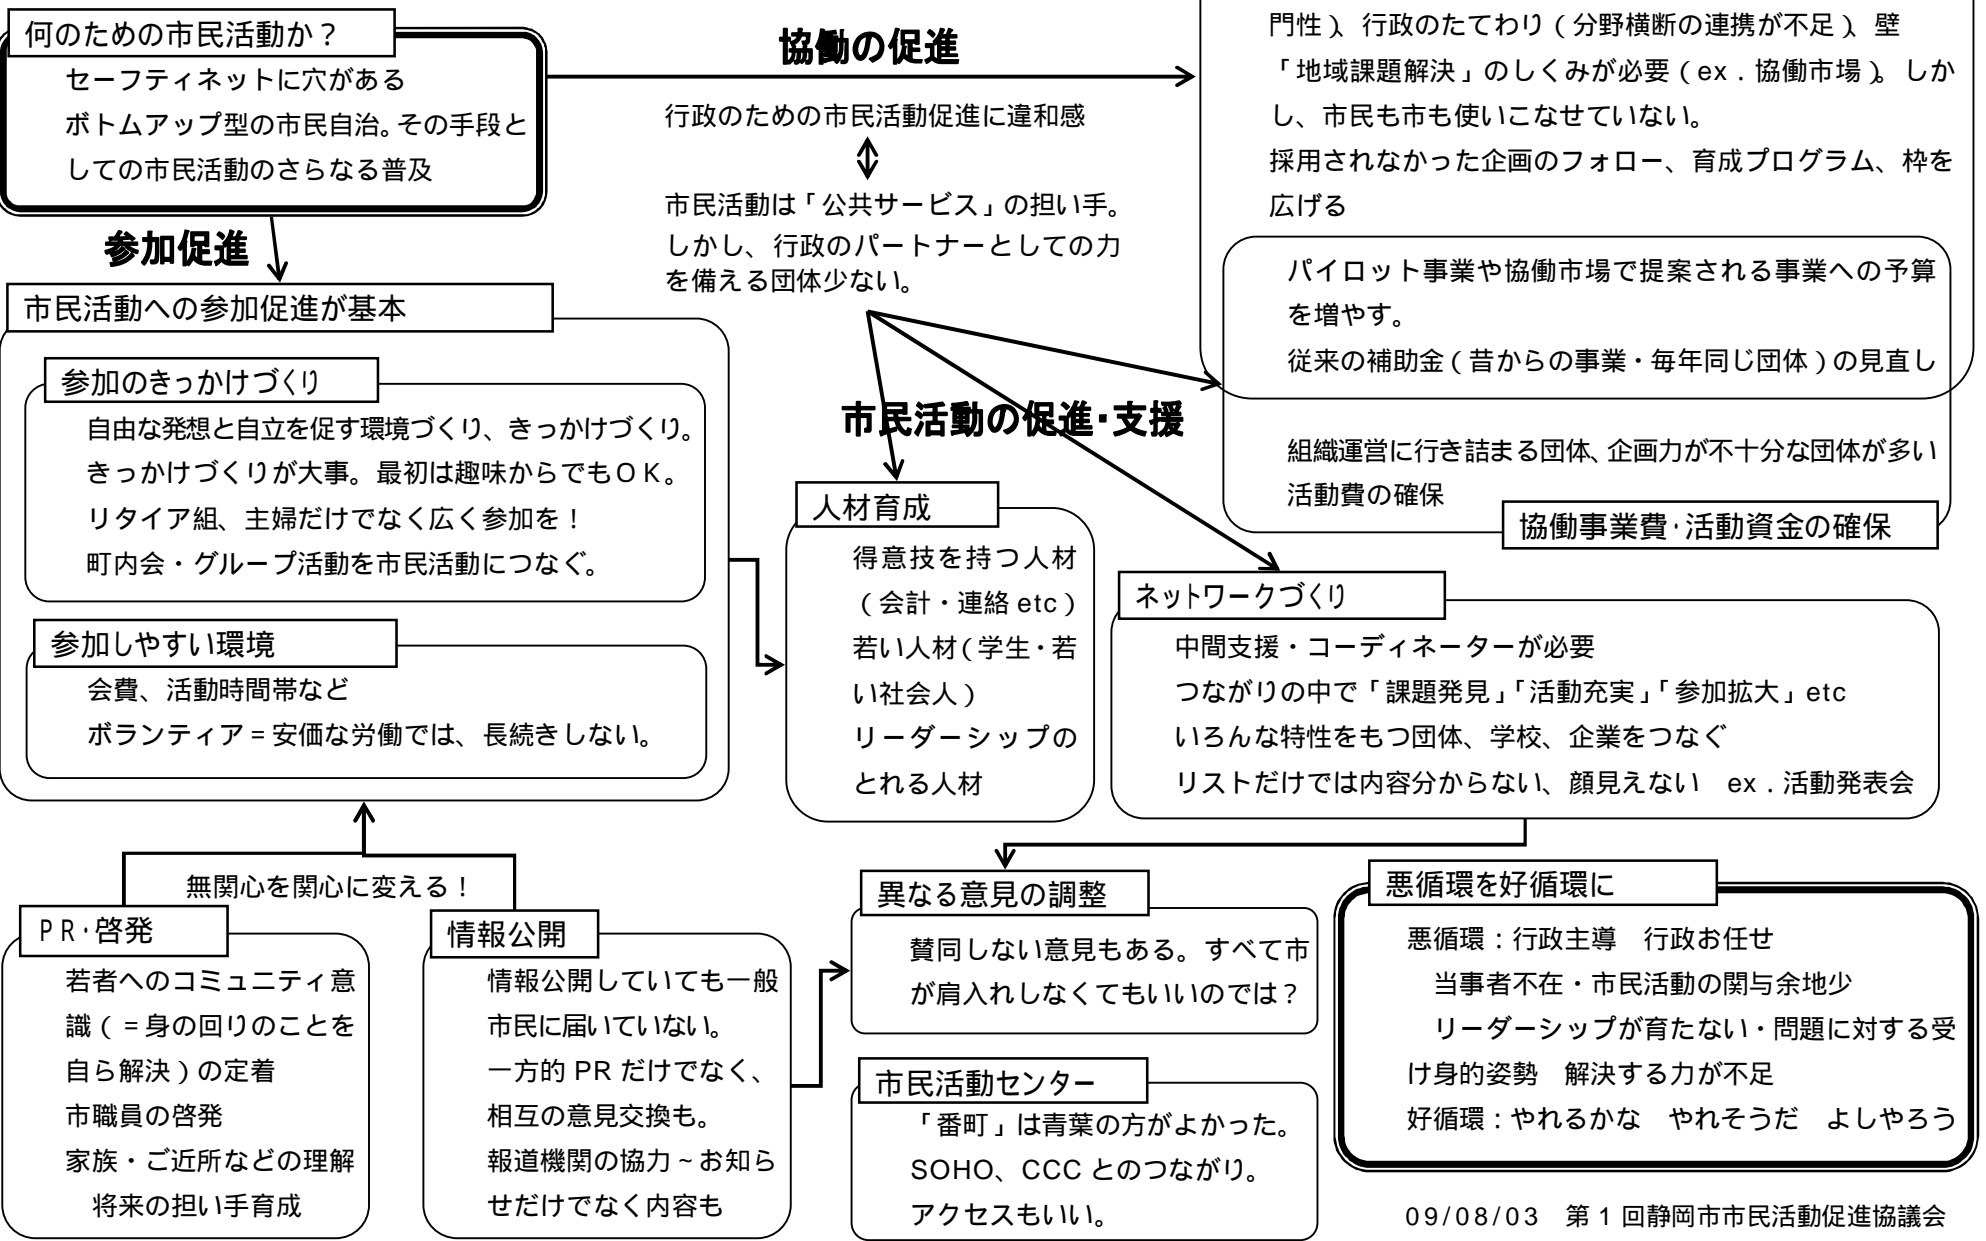 何のための市民活動か？
セーフティネットに穴がある
ボトムアップ型の市民自治。その手段と
しての市民活動のさらなる普及
協働の促進
行政のための市民活動促進に違和感
市民活動は「公共サービス」の担い手。
しかし、行政のパートナーとしての力
を備える団体少ない。
門性）、行政のたてわり（分野横断の連携が不足）、壁
「地域課題解決」のしくみが必要（ex．協働市場）。しか
し、市民も市も使いこなせていない。
採用されなかった企画のフォロー、育成プログラム、枠を
広げる
パイロット事業や協働市場で提案される事業への予算
を増やす。
従来の補助金（昔からの事業・毎年同じ団体）の見直し
組織運営に行き詰まる団体、企画力が不十分な団体が多い
活動費の確保
協働事業費・活動資金の確保
参加促進
市民活動への参加促進が基本
参加のきっかけづくり
自由な発想と自立を促す環境づくり、きっかけづくり。
きっかけづくりが大事。最初は趣味からでもＯＫ。
リタイア組、主婦だけでなく広く参加を！
町内会・グループ活動を市民活動につなぐ。
参加しやすい環境
会費、活動時間帯など
ボランティア＝安価な労働では、長続きしない。
市民活動の促進・支援
人材育成
得意技を持つ人材
（会計・連絡 etc）
若い人材（学生・若
い社会人）
リーダーシップの
とれる人材
ネットワークづくり
中間支援・コーディネーターが必要
つながりの中で「課題発見」「活動充実」「参加拡大」etc
いろんな特性をもつ団体、学校、企業をつなぐ
リストだけでは内容分からない、顔見えない　ex．活動発表会
無関心を関心に変える！
ＰＲ・啓発
若者へのコミュニティ意
識（＝身の回りのことを
自ら解決）の定着
市職員の啓発
家族・ご近所などの理解
将来の担い手育成
情報公開
情報公開していても一般
市民に届いていない。
一方的 PR だけでなく、
相互の意見交換も。
報道機関の協力～お知ら
せだけでなく内容も
異なる意見の調整
賛同しない意見もある。すべて市
が肩入れしなくてもいいのでは？
市民活動センター
「番町」は青葉の方がよかった。
SOHO、CCC とのつながり。
アクセスもいい。
悪循環を好循環に
悪循環：行政主導　行政お任せ
当事者不在・市民活動の関与余地少
リーダーシップが育たない・問題に対する受
け身的姿勢　解決する力が不足
好循環：やれるかな　やれそうだ　よしやろう
09/08/03　第１回静岡市市民活動促進協議会